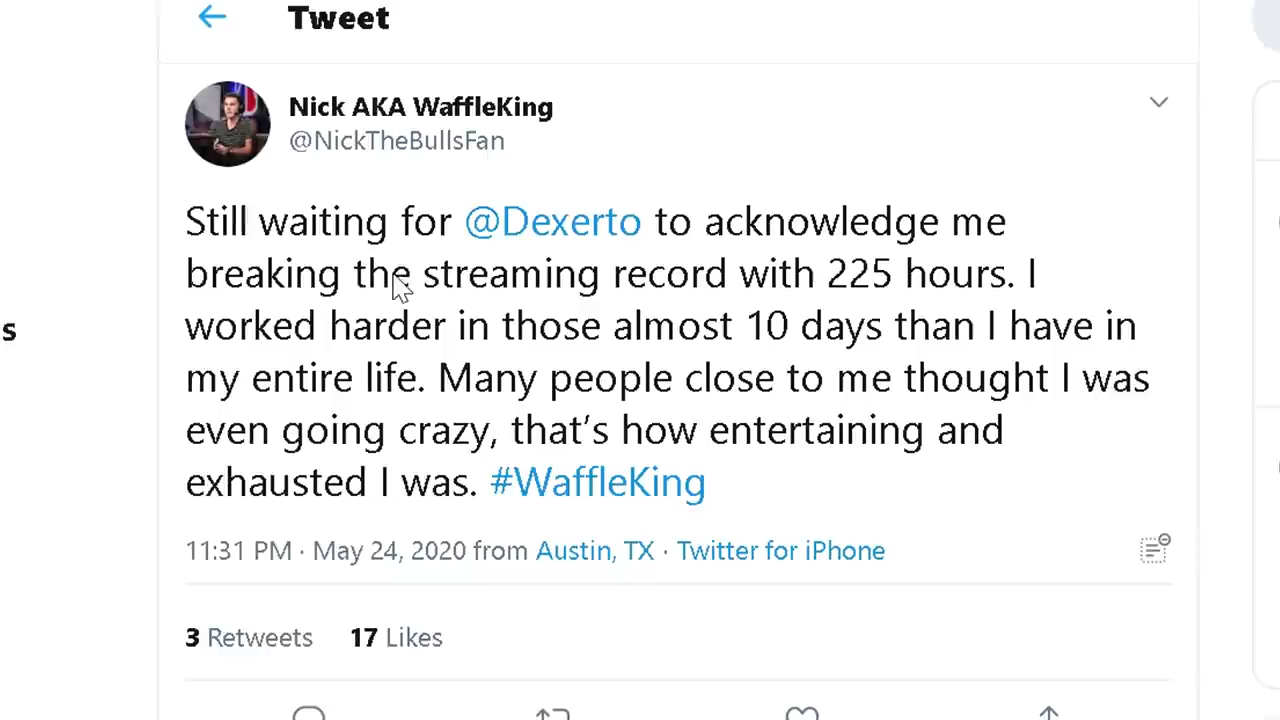 Tweet
Nick AKA WaffleKing
@NickTheBullsFan
Still waiting for @Dexerto to acknowledge me
breaking the streaming record with 225 hours. I
s
worked harder in those almost 10 days than I have in
my entire life. Many people close to me thought I was
even going crazy, that’s how entertaining and
exhausted I was. #WaffleKing
11:31 PM · May 24, 2020 from Austin, TX · Twitter for iPhone
3 Retweets 17 Likes